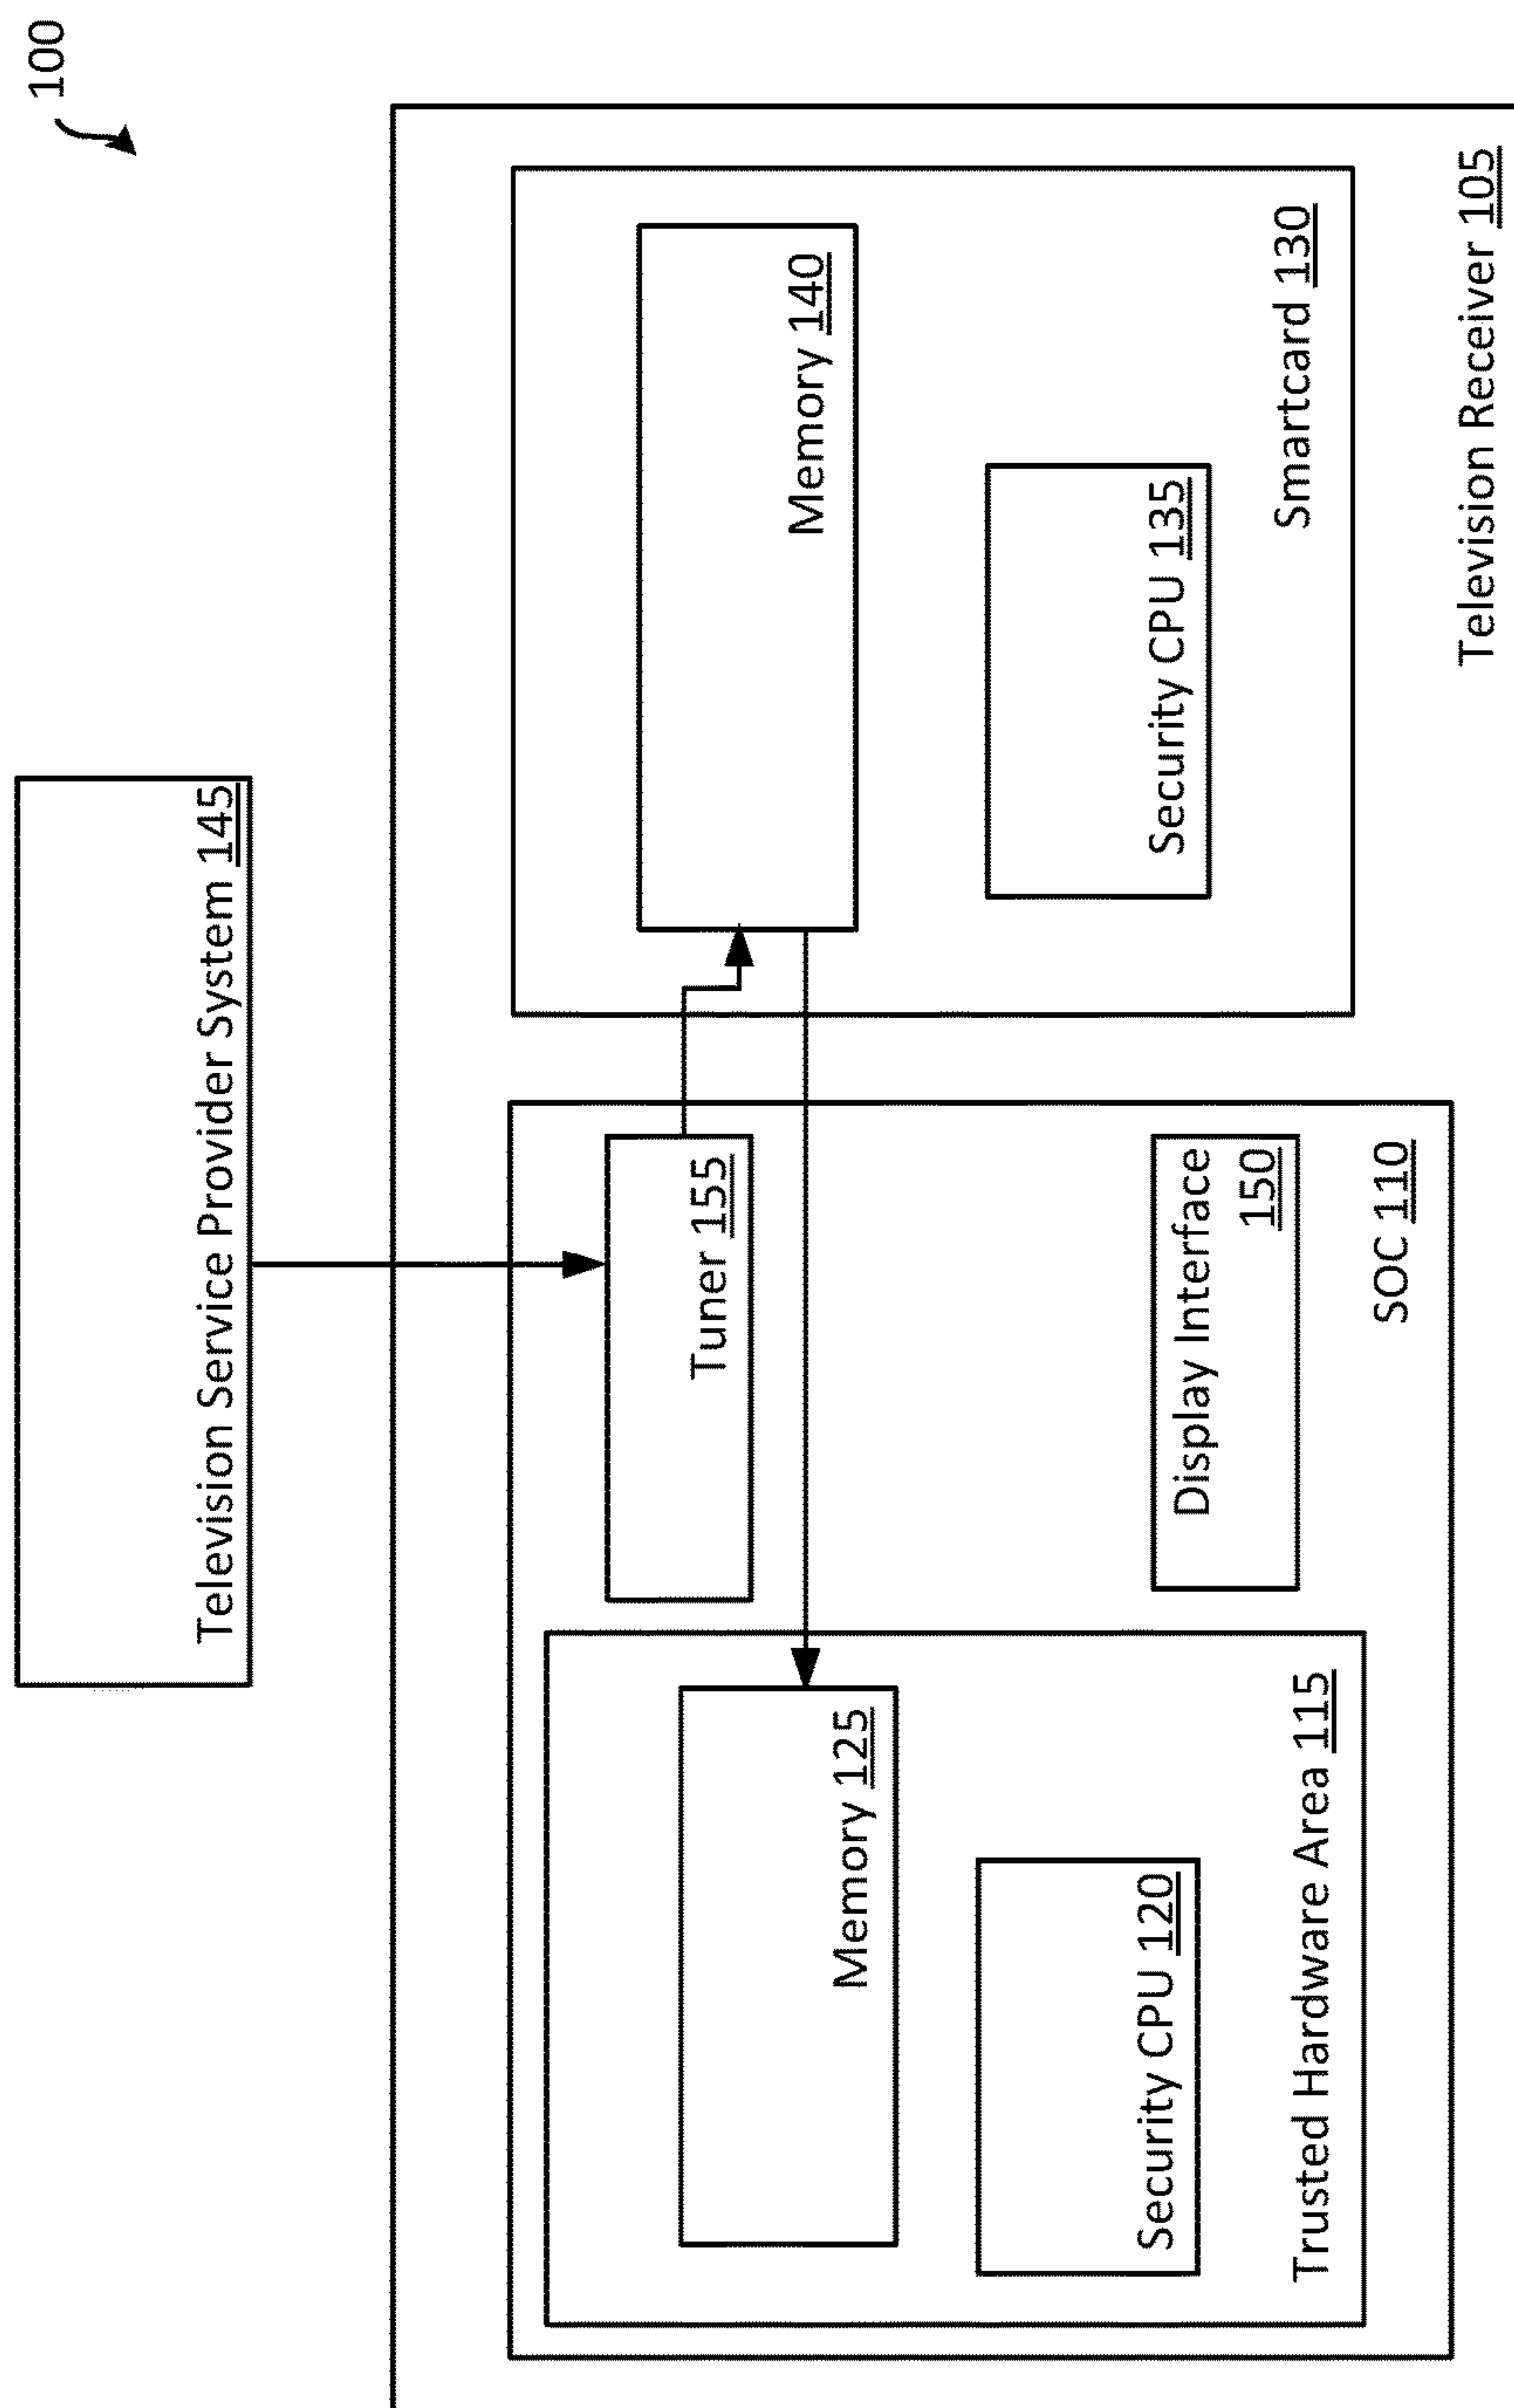 100
Television Service Provider System 145
Tuner 155
Memory 125
Memory 140
Display Interface
150
Security CPU 120
Security CPU 135
Trusted Hardware Area 115
SOC 110
Smartcard 130
Television Receiver 105